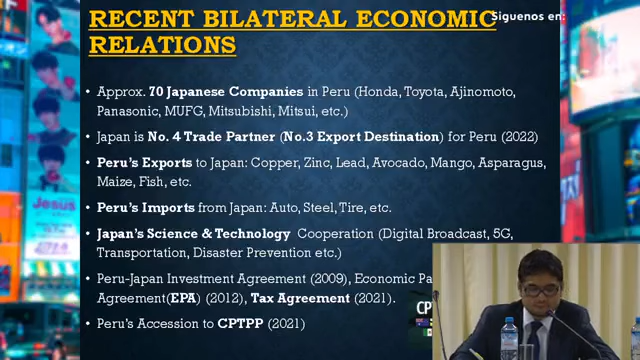 RECENT BILATERAL ECONOMIC
RELATIONS
Siguenos en:
• Approx. 70 Japanese Companies in Peru (Honda, Toyota, Ajinomoto,
Panasonic, MUFG, Mitsubishi, Mitsui, etc.)
• Japan is No. 4 Trade Partner (No.3 Export Destination) for Peru (2022)
• Peru's Exports to Japan: Copper, Zinc, Lead, Avocado, Mango, Asparagus,
Maize, Fish, etc.
• Peru's Imports from Japan: Auto, Steel, Tire, etc.
• Japan's Science & Technology Cooperation (Digital Broadcast, 5G,
Transportation, Disaster Prevention etc.)
• Peru-Japan Investment Agreement (2009), Economic Pa
Agreement(EPA) (2012), Tax Agreement (2021).
• Peru's Accession to CPTPP (2021)
CP
Jesus